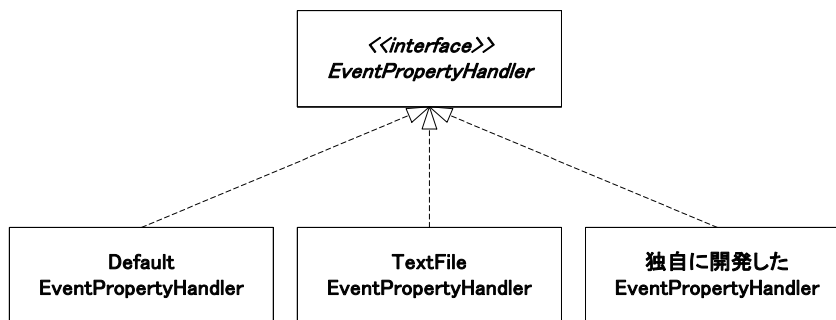 <<interface>>
EventPropertyHandler
Default
EventPropertyHandler
TextFile
EventPropertyHandler
独自に開発した
EventPropertyHandler